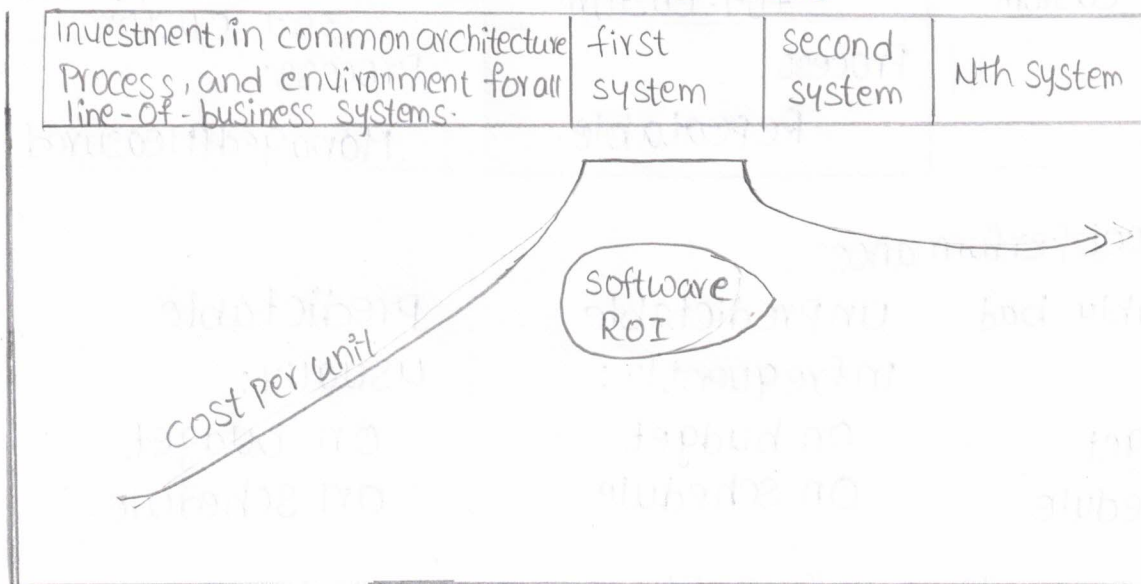 Investment, in common architecture
Process, and environment for all
line-of-business systems.
first
system
second
system
Nth system
cost per unit
software
ROI